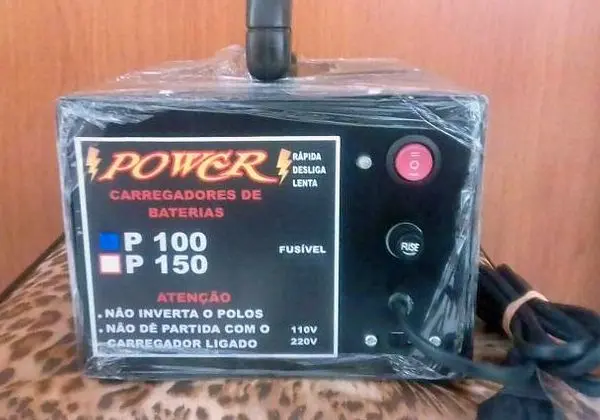 POWER
RÁPIDA
DESLIGA
LENTA
CARREGADORES DE
BATERIAS
P 100
P 150
FUSÍVEL
FUSE
ATENÇÃO
.NÃO INVERTA O POLOS
.NÃO DÊ PARTIDA COM O
CARREGADOR LIGADO
110V
220V